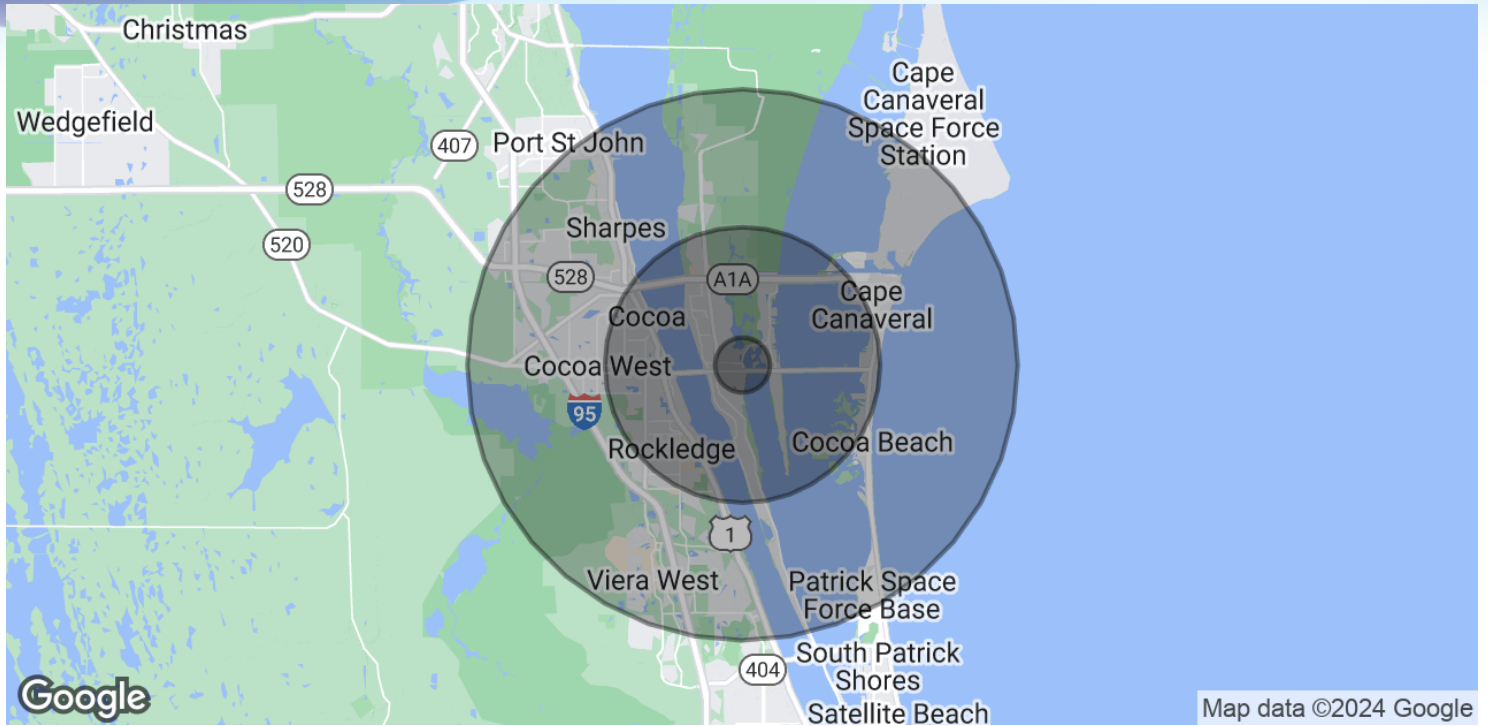 Christmas
Cape
Canaveral
Space Force
Station
Wedgefield
407
Port St John
528
Sharpes
520
528
A1A
Cape
Canaveral
Cocoa
Cocoa West
95
Cocoa Beach
Rockledge
1
Viera West
Patrick Space
Force Base
South Patrick
Shores
404
Satellite Beach
Google
Map data ©2024 Google